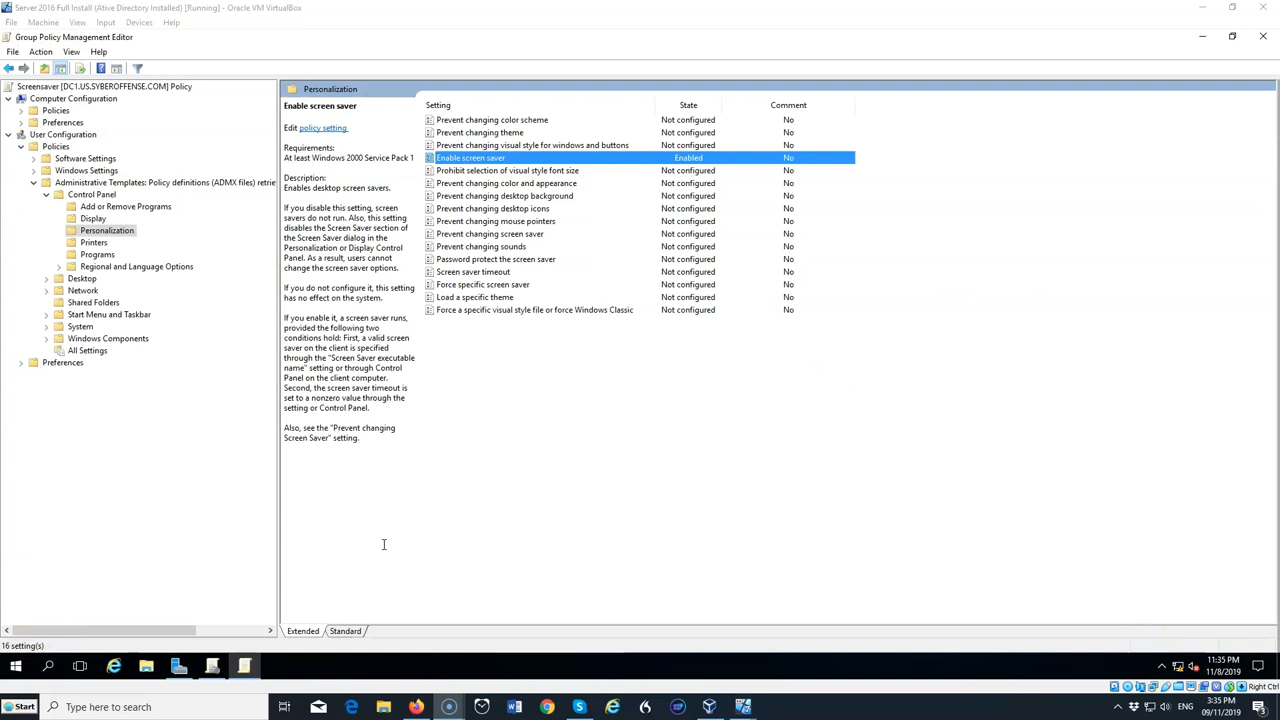 Server 2016 Full Install (Ative Directory Installed) [Running] - Oracle VM VirtualBox
File Machine View Input Devices Help
Group Policy Management Editor
File Action View Help
Screensaver [DC1.US.SYBEROFFENSE.COM] Policy
Computer Configuration
Policies
Preferences
User Configuration
Policies
Software Settings
Windows Settings
Administrative Templates: Policy definitions (ADMX files) retrie
Control Panel
Add or Remove Programs
Display
Personalization
Printers
Programs
Regional and Language Options
Desktop
Network
Shared Folders
Start Menu and Taskbar
System
Windows Components
All Settings
Preferences
Personalization
Enable screen saver
Edit policy setting
Requirements:
At least Windows 2000 Service Pack 1
Description:
Enables desktop screen savers.
If you disable this setting, screen
savers do not run. Also, this setting
disables the Screen Saver section of
the Screen Saver dialog in the
Personalization or Display Control
Panel. As a result, users cannot
change the screen saver options.
If you do not configure it, this setting
has no effect on the system.
If you enable it, a screen saver runs,
provided the following two
conditions hold: First, a valid screen
saver on the client is specified
through the "Screen Saver executable
name" setting or through Control
Panel on the client computer.
Second, the screen saver timeout is
set to a nonzero value through the
setting or Control Panel.
Also, see the "Prevent changing
Screen Saver" setting.
Setting State Comment
Prevent changing color scheme Not configured No
Prevent changing theme Not configured No
Prevent changing visual style for windows and buttons Not configured No
Enable screen saver Enabled No
Prohibit selection of visual style font size Not configured No
Prevent changing color and appearance Not configured No
Prevent changing desktop background Not configured No
Prevent changing desktop icons Not configured No
Prevent changing mouse pointers Not configured No
Prevent changing screen saver Not configured No
Prevent changing sounds Not configured No
Password protect the screen saver Not configured No
Screen saver timeout Not configured No
Force specific screen saver Not configured No
Load a specific theme Not configured No
Force a specific visual style file or force Windows Classic Not configured No
Extended Standard
16 setting(s)
11:35 PM
11/8/2019
Right Ctrl
Start Type here to search
ENG
3:35 PM
09/11/2019